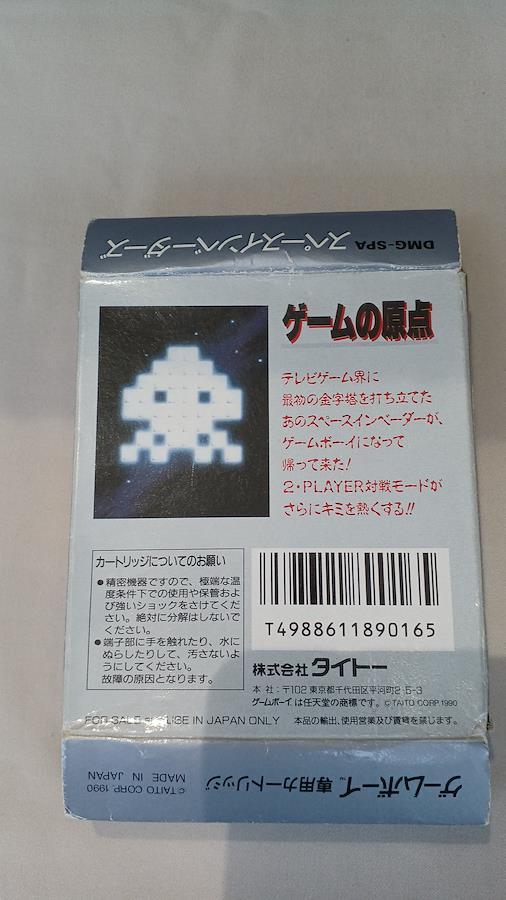 DMG-SPA スペースインベーダーズ
ゲームの原点
テレビゲーム界に
最初の金字塔を打ち立てた
あのスペースインベーダーが、
ゲームボーイになって
帰って来た!
2・PLAYER対戦モードが
さらにキミを熱くする!!
カートリッジについてのお願い
●精密機器ですので、極端な温
度条件下での使用や保管およ
び強いショックをさけてくだ
さい。絶対に分解はしないで
ください。
●端子部に手を触れたり、水に
ぬらしたりして、汚さないよ
うにしてください。
故障の原因となります。
T4988611890165
株式会社 タイトー
本社:〒102 東京都千代田区平河町2-5-3
ゲームボーイ は任天堂の商標です。©TAITO CORP. 1990
FOR SALE and USE IN JAPAN ONLY 本品の輸出、使用営業及び賃貸を禁じます。
ゲームボーイ™ 専用カートリッジ
©TAITO CORP. 1990
MADE IN JAPAN